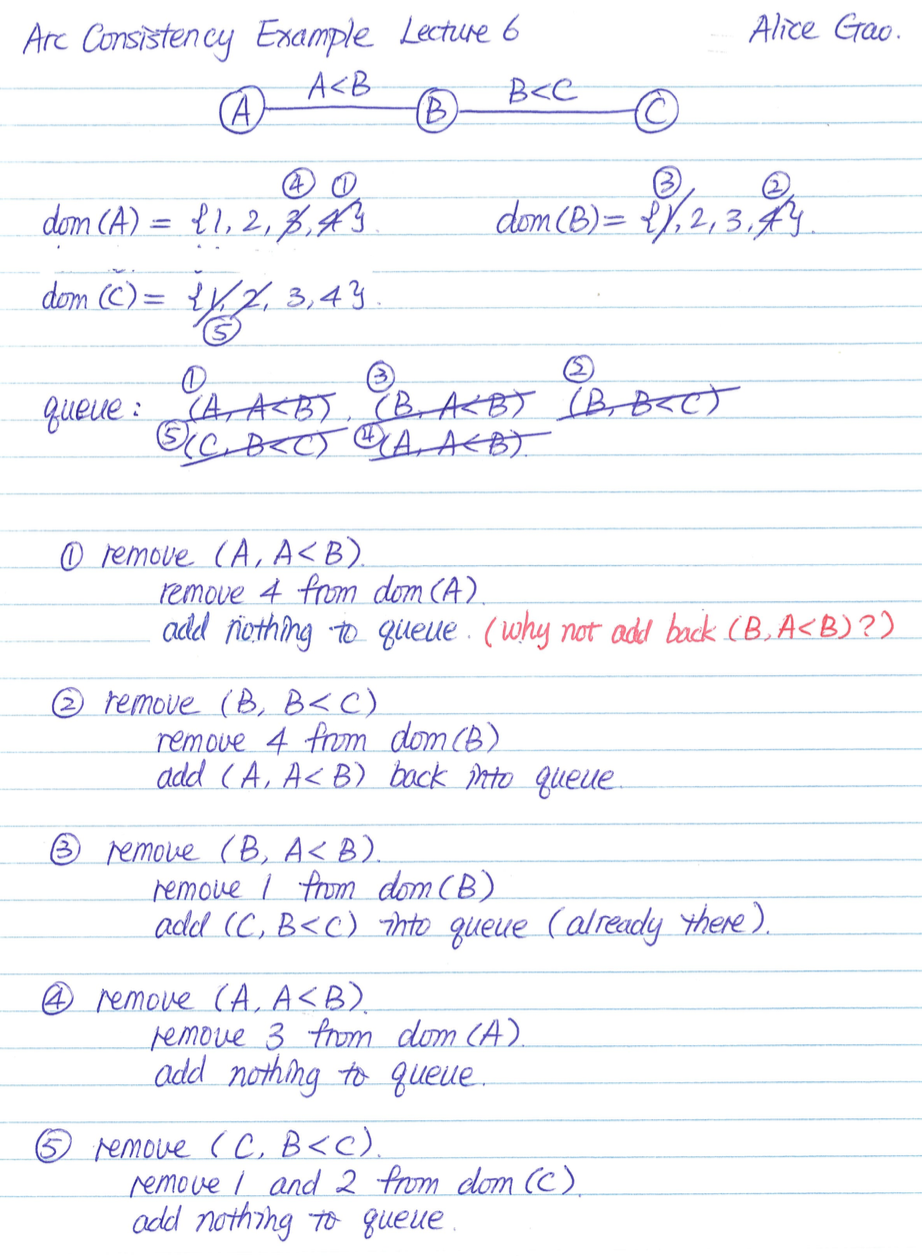 Arc Consistency Example Lecture 6 Alice Gao.
A<B B<C
A B C
④ ① ③ ②
dom(A) = {1, 2, 3, 4}. dom(B) = {1, 2, 3, 4}.
dom(C) = {1, 2, 3, 4}.
⑤
① ③ ②
queue: (A, A<B). (B, A<B) (B, B<C)
⑤(C, B<C) ④(A, A<B).
① remove (A, A<B).
remove 4 from dom(A).
add nothing to queue. (why not add back (B, A<B)?)
② remove (B, B<C)
remove 4 from dom(B)
add (A, A<B) back into queue.
③ remove (B, A<B).
remove 1 from dom(B)
add (C, B<C) into queue (already there).
④ remove (A, A<B).
remove 3 from dom(A).
add nothing to queue.
⑤ remove (C, B<C).
remove 1 and 2 from dom(C).
add nothing to queue.